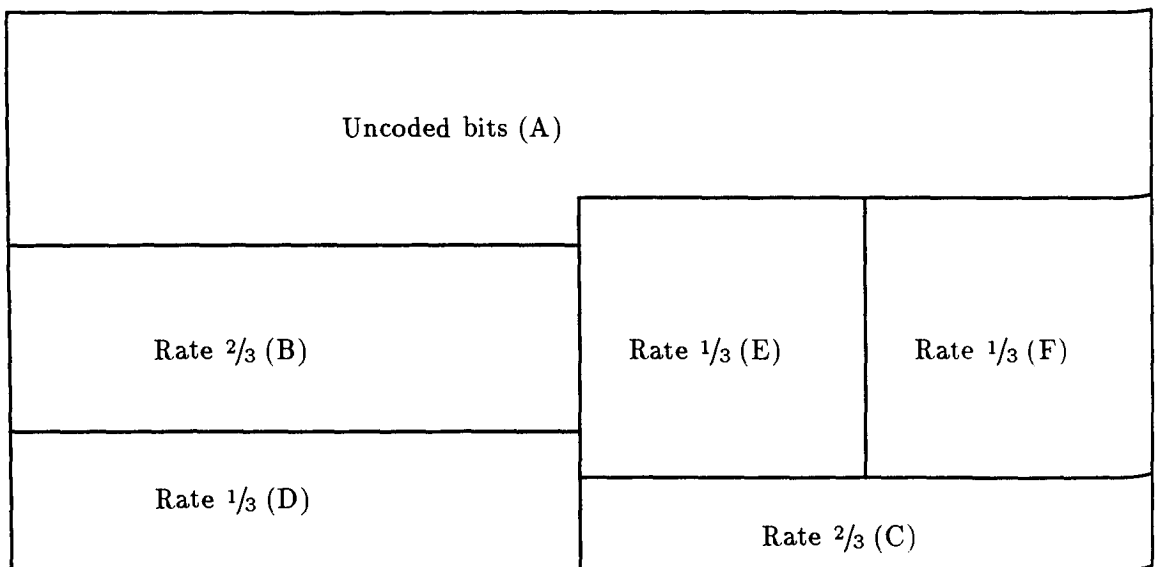 Uncoded bits (A)
Rate 2/3 (B)
Rate 1/3 (E)
Rate 1/3 (F)
Rate 1/3 (D)
Rate 2/3 (C)